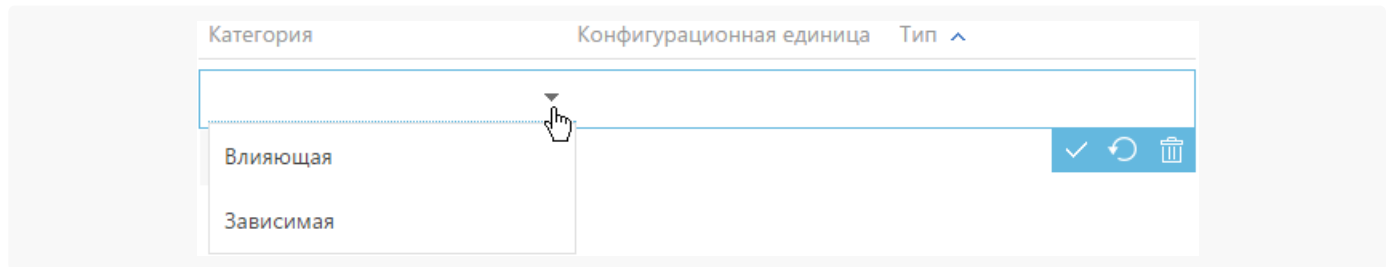 Категория Конфигурационная единица Тип
Влияющая
Зависимая